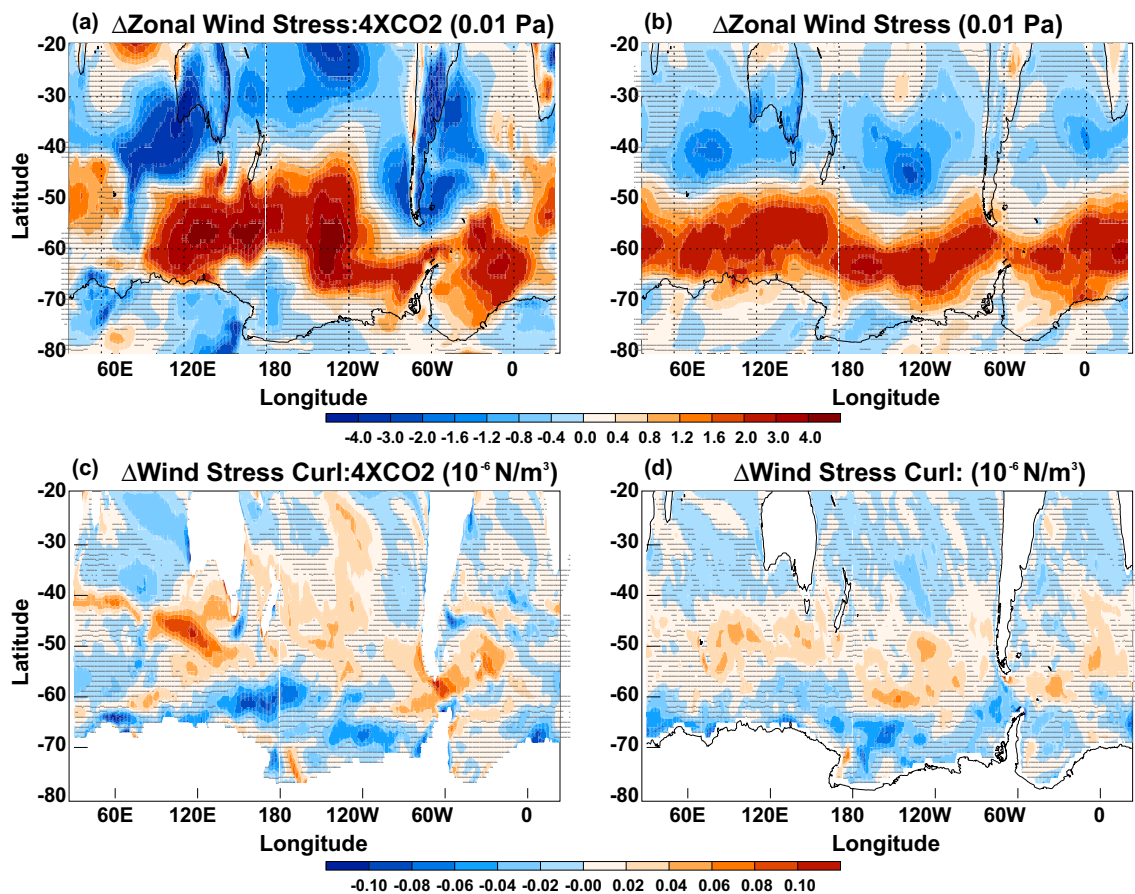 (a) ΔZonal Wind Stress:4XCO2 (0.01 Pa)
(b) ΔZonal Wind Stress (0.01 Pa)
Latitude
-20
-30
-40
-50
-60
-70
-80
-20
-30
-40
-50
-60
-70
-80
60E 120E 180 120W 60W 0
60E 120E 180 120W 60W 0
Longitude
Longitude
-4.0 -3.0 -2.0 -1.6 -1.2 -0.8 -0.4 0.0 0.4 0.8 1.2 1.6 2.0 3.0 4.0
(c) ΔWind Stress Curl:4XCO2 (10⁻⁶ N/m³)
(d) ΔWind Stress Curl: (10⁻⁶ N/m³)
Latitude
-20
-30
-40
-50
-60
-70
-80
-20
-30
-40
-50
-60
-70
-80
60E 120E 180 120W 60W 0
60E 120E 180 120W 60W 0
Longitude
Longitude
-0.10 -0.08 -0.06 -0.04 -0.02 -0.00 0.02 0.04 0.06 0.08 0.10